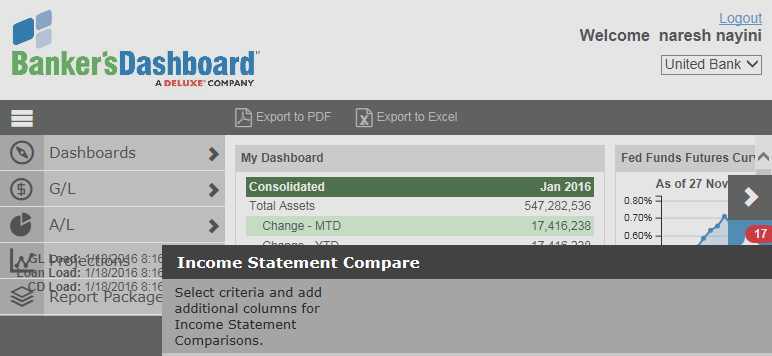 Logout
Welcome naresh nayini
Banker'sDashboard™
A DELUXE® COMPANY
United Bank
Export to PDF
Export to Excel
Dashboards
G/L
A/L
Projections
Report Package
GL Load: 1/18/2016 8:16
Loan Load: 1/18/2016 8:16
CD Load: 1/18/2016 8:16
My Dashboard
Consolidated Jan 2016
Total Assets 547,282,536
Change - MTD 17,416,238
Change - YTD 17,416,238
Fed Funds Futures Cur
As of 27 Nov
0.80%
0.70%
0.60%
17
Income Statement Compare
Select criteria and add
additional columns for
Income Statement
Comparisons.